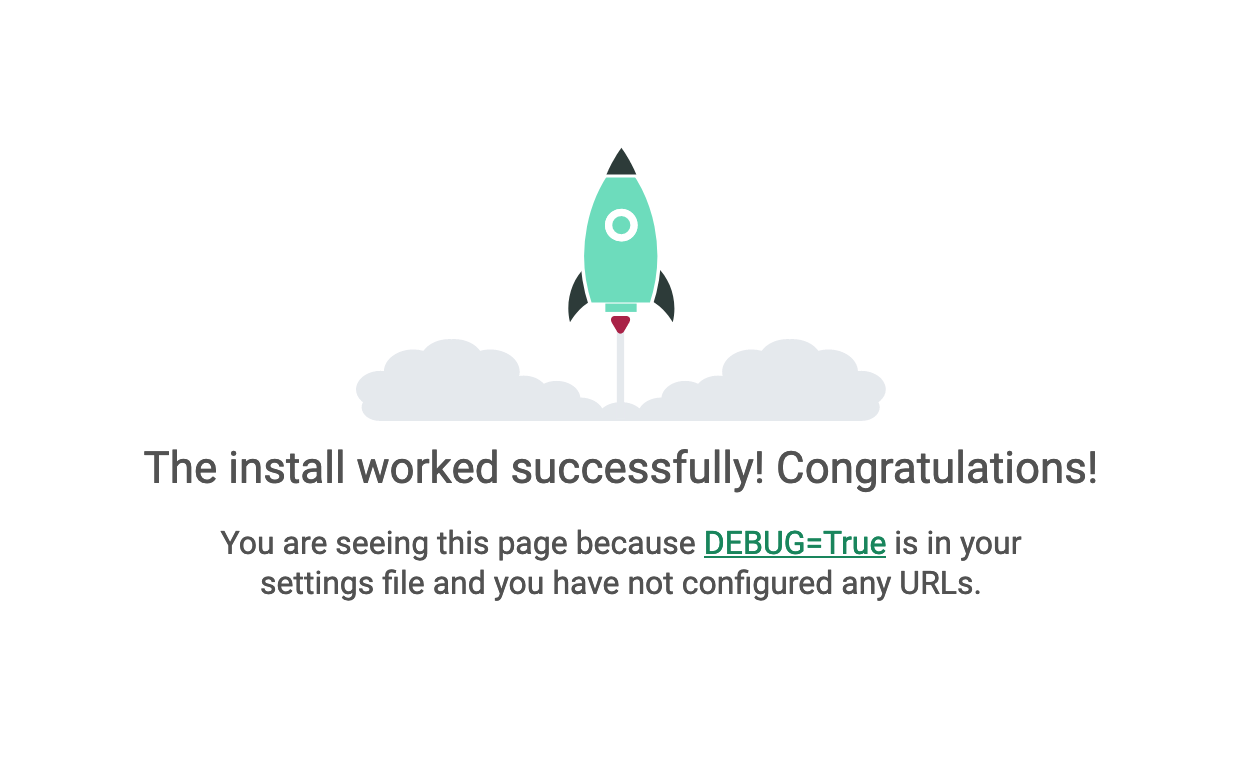 The install worked successfully! Congratulations!
You are seeing this page because DEBUG=True is in your
settings file and you have not configured any URLs.